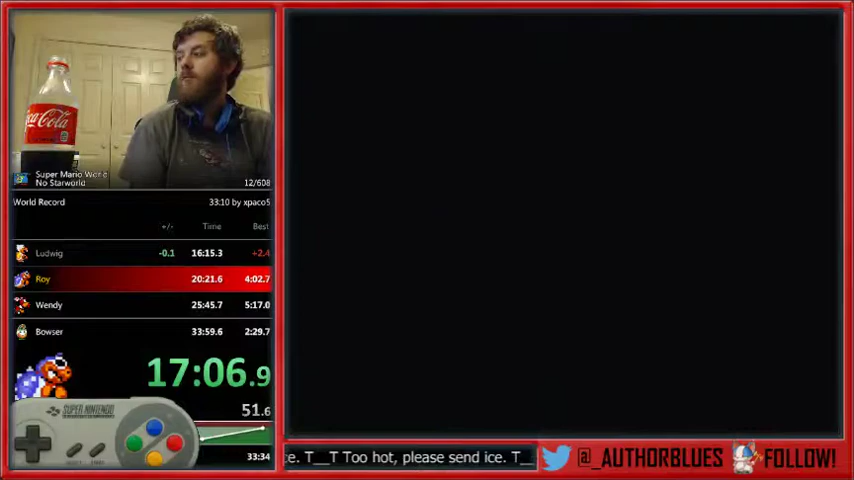 Coca-Cola
Super Mario World
No Starworld
12/608
World Record 33:10 by xpaco5
+/- Time Best
Ludwig -0.1 16:15.3 +2.4
Roy 20:21.6 4:02.7
Wendy 25:45.7 5:17.0
Bowser 33:59.6 2:29.7
17:06.9
51.6
SUPER NINTENDO
33:34
ce. T__T Too hot, please send ice. T__
@_AUTHORBLUES
FOLLOW!